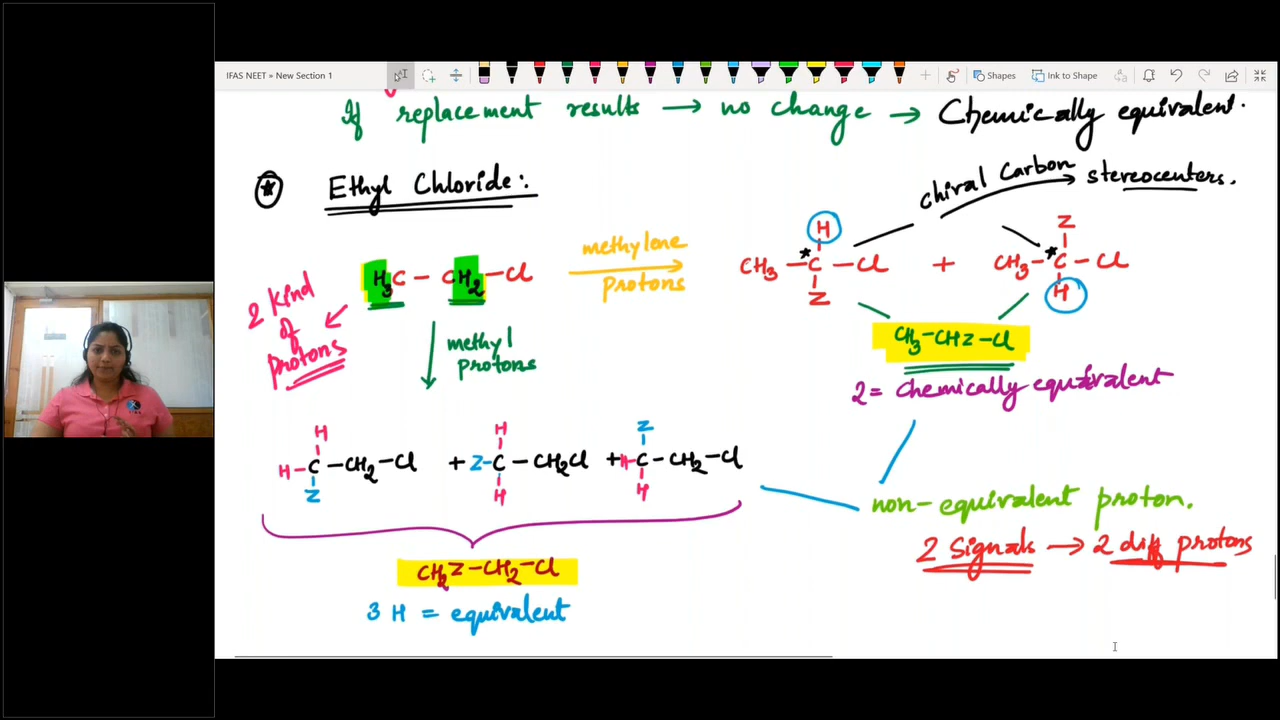 IFAS NEET » New Section 1
Shapes
Ink to Shape
If replacement results → no change → Chemically equivalent.
* Ethyl Chloride:
chiral Carbon → stereocenters.
H₃C – CH₂ – Cl
methylene
protons
H
CH₃ – *C – Cl
Z
+
Z
CH₃ – *C – Cl
H
CH₃ – CHZ – Cl
2 = chemically equivalent
2 kind
of
protons
methyl
protons
H
H – C – CH₂ – Cl
Z
+
H
Z – C – CH₂Cl
H
+
Z
H – C – CH₂ – Cl
H
CH₂Z – CH₂ – Cl
3 H = equivalent
non-equivalent proton.
2 Signals → 2 diff protons